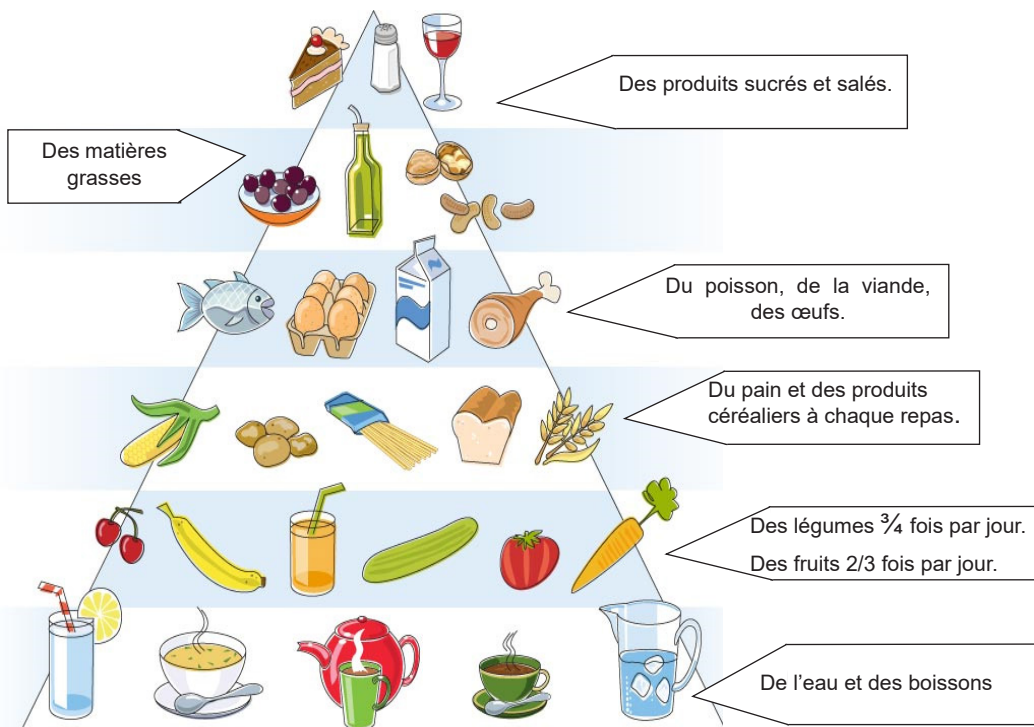 Des produits sucrés et salés.
Des matières
grasses
Du poisson, de la viande,
des œufs.
Du pain et des produits
céréaliers à chaque repas.
Des légumes ¾ fois par jour.
Des fruits 2/3 fois par jour.
De l’eau et des boissons